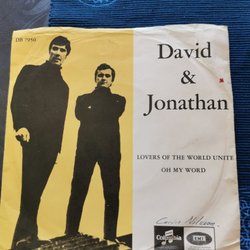 DB 7950
David
&
Jonathan
LOVERS OF THE WORLD UNITE
OH MY WORD
Columbia
EMI